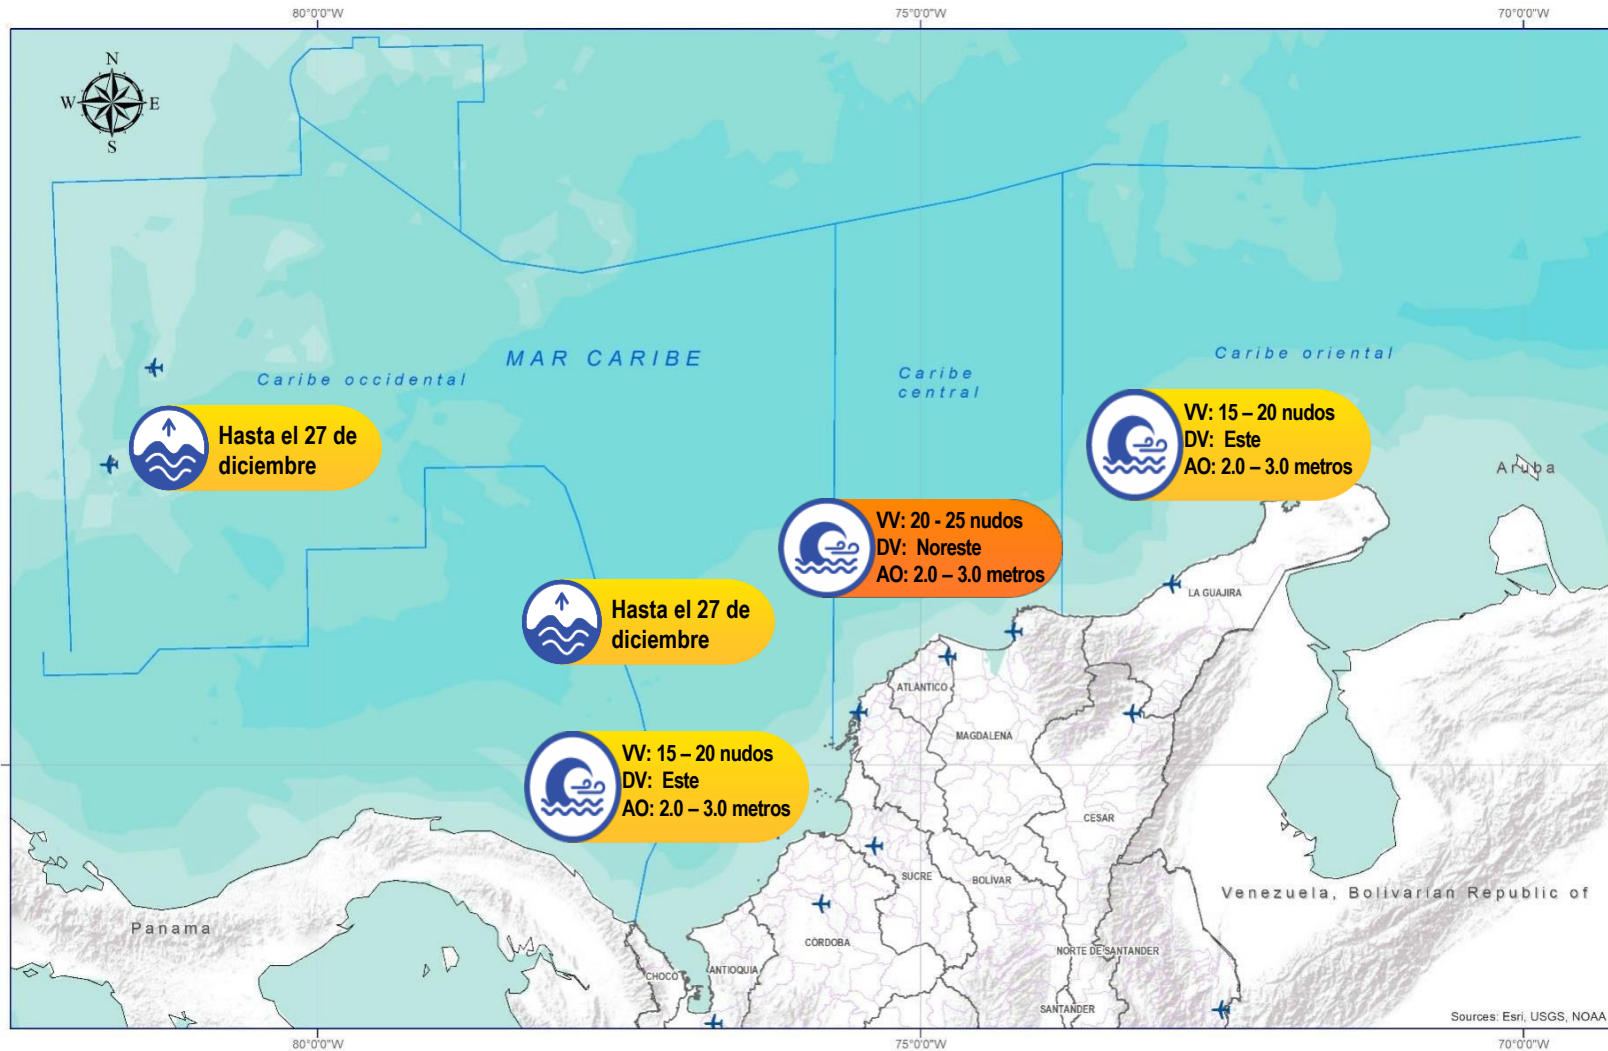 80°0'0"W
75°0'0"W
70°0'0"W
N
W
E
S
MAR CARIBE
Caribe occidental
Caribe
central
Caribe oriental
VV: 15 – 20 nudos
DV: Este
AO: 2.0 – 3.0 metros
Hasta el 27 de
diciembre
Aruba
VV: 20 - 25 nudos
DV: Noreste
AO: 2.0 – 3.0 metros
LA GUAJIRA
Hasta el 27 de
diciembre
ATLÁNTICO
MAGDALENA
VV: 15 – 20 nudos
DV: Este
AO: 2.0 – 3.0 metros
CESAR
SUCRE
BOLÍVAR
Venezuela, Bolivarian Republic of
Panama
CÓRDOBA
NORTE DE SANTANDER
CHOCÓ
ANTIOQUIA
SANTANDER
Sources: Esri, USGS, NOAA
80°0'0"W
75°0'0"W
70°0'0"W